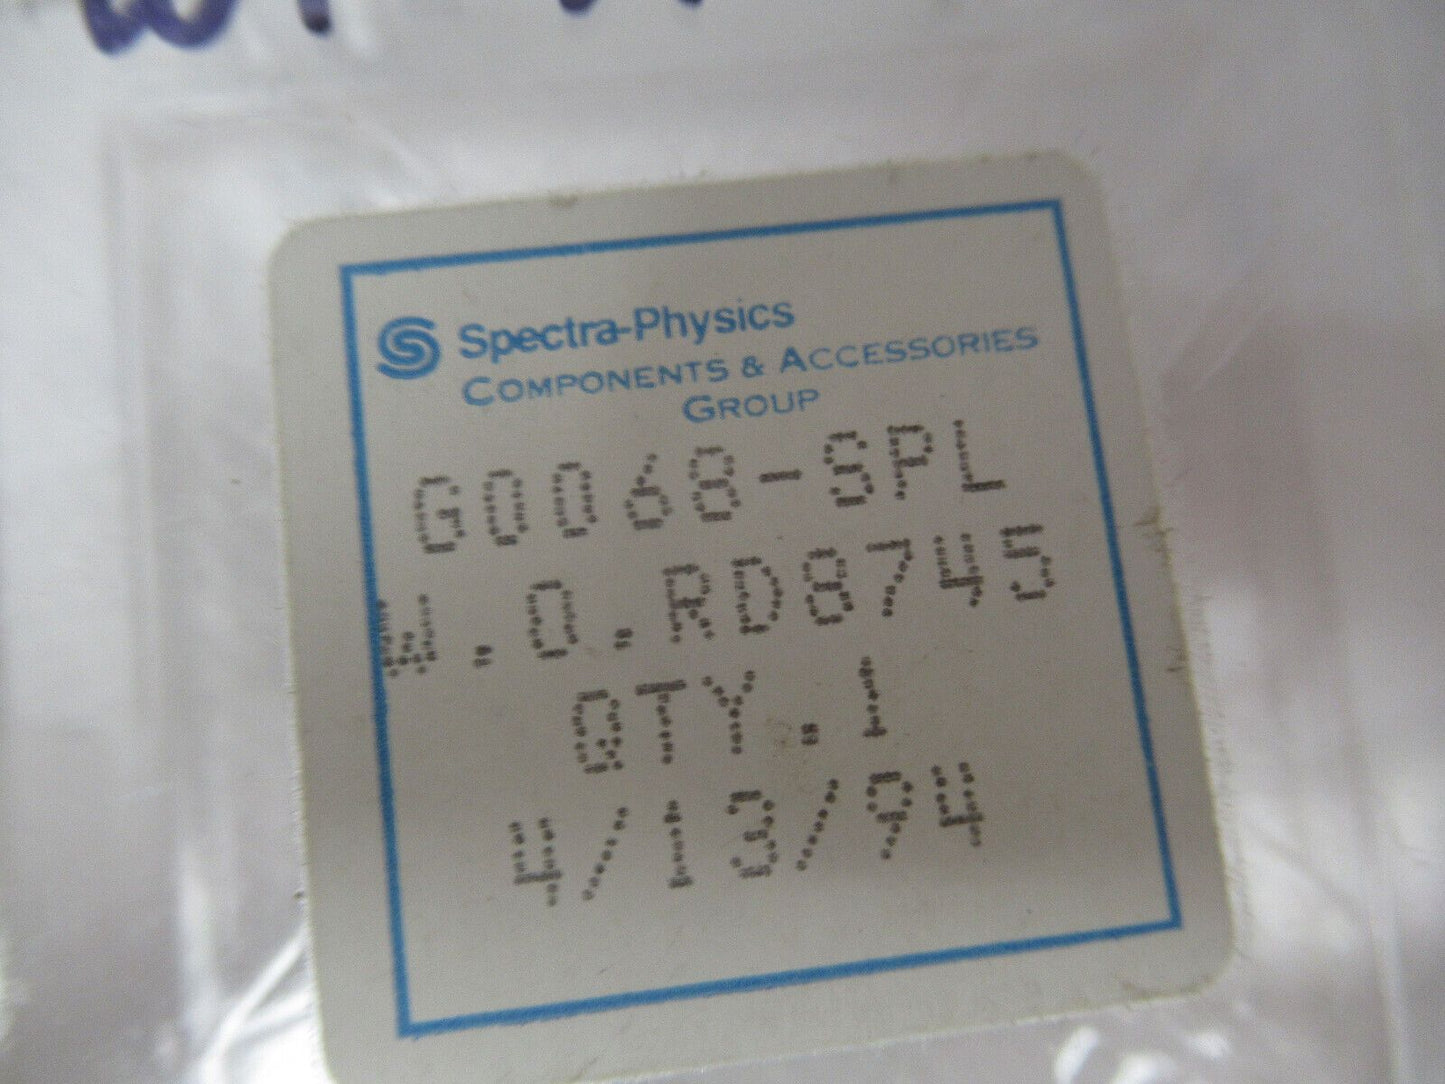 Spectra-Physics
COMPONENTS & ACCESSORIES
GROUP
G0068-SPL
W.O.RD8745
QTY.1
4/13/94